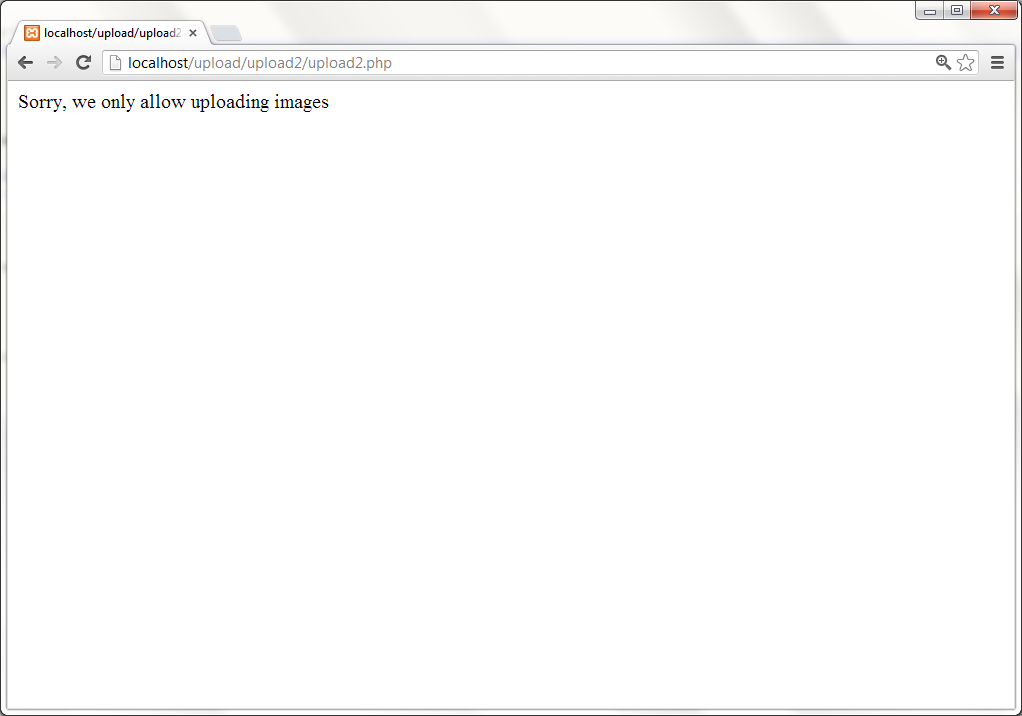 localhost/upload/upload2
localhost/upload/upload2/upload2.php
Sorry, we only allow uploading images